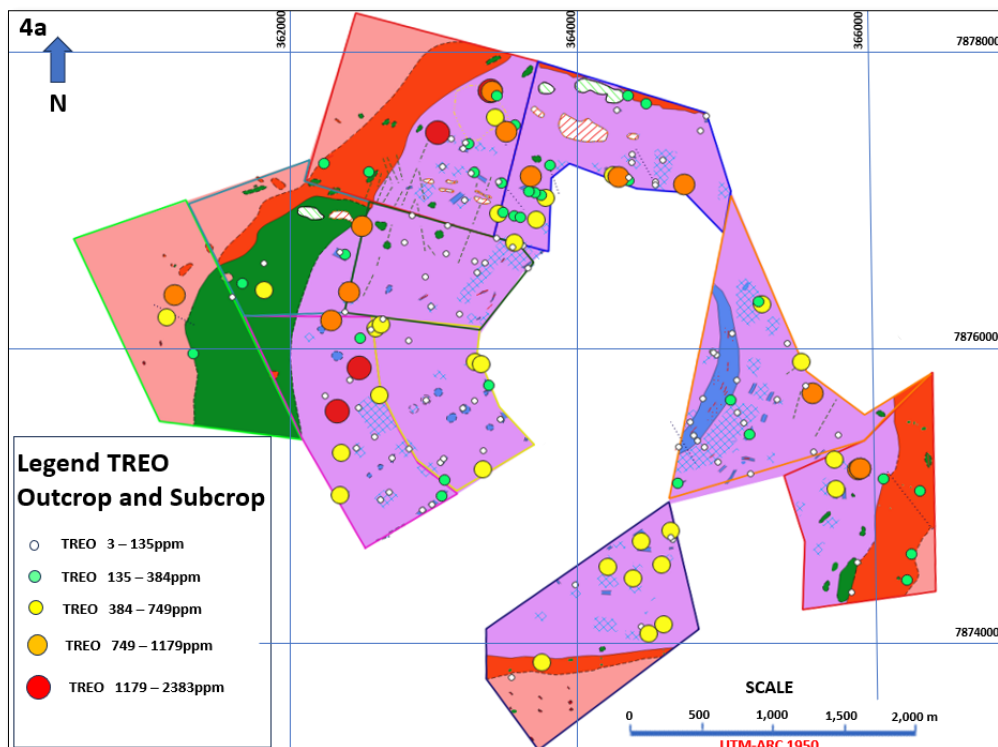 4a
N
362000
364000
366000
7878000
7876000
7874000
Legend TREO
Outcrop and Subcrop
TREO 3 – 135ppm
TREO 135 – 384ppm
TREO 384 – 749ppm
TREO 749 – 1179ppm
TREO 1179 – 2383ppm
SCALE
0 500 1,000 1,500 2,000 m
UTM-ARC 1950